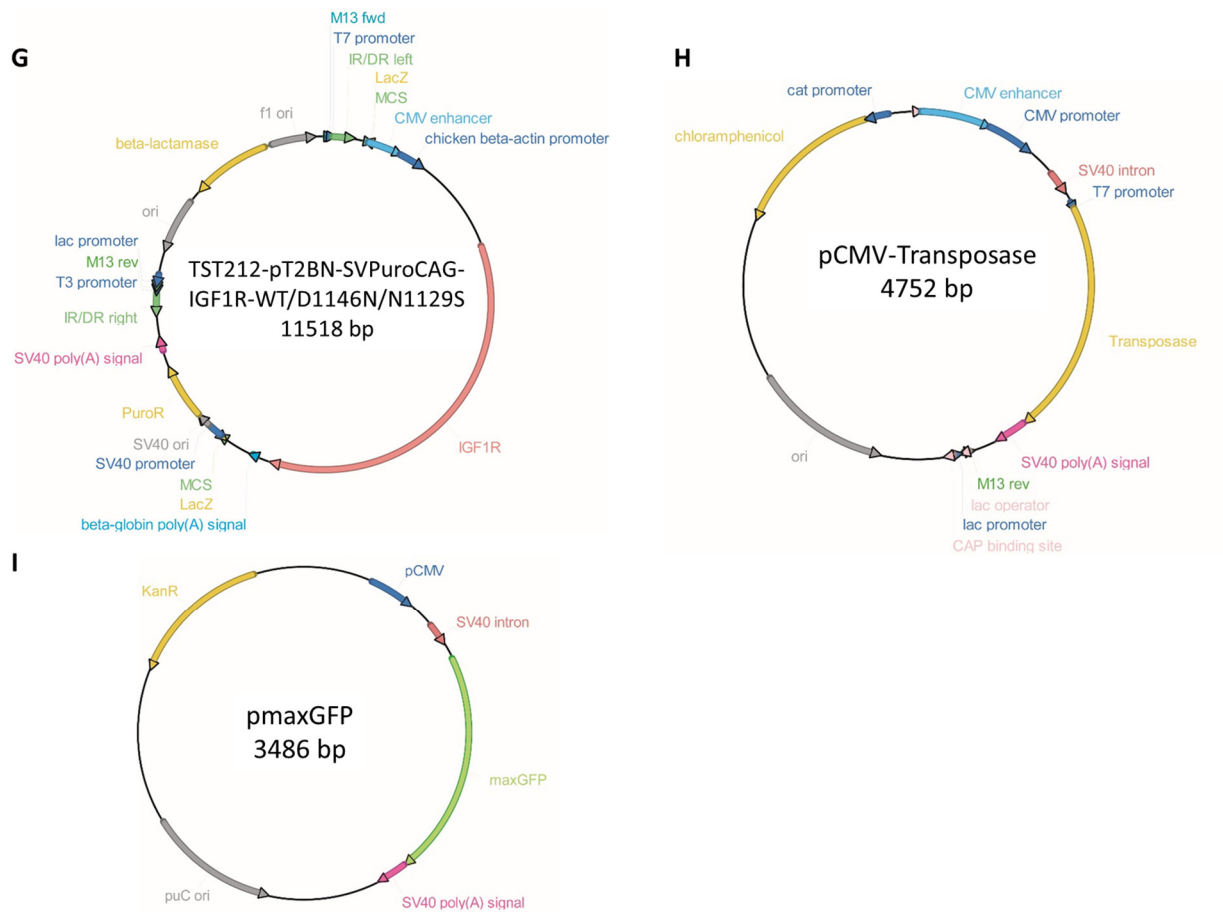 G
M13 fwd
T7 promoter
IR/DR left
LacZ
MCS
CMV enhancer
chicken beta-actin promoter
f1 ori
beta-lactamase
ori
lac promoter
M13 rev
T3 promoter
IR/DR right
SV40 poly(A) signal
PuroR
SV40 ori
SV40 promoter
MCS
LacZ
beta-globin poly(A) signal
IGF1R
TST212-pT2BN-SVPuroCAG-
IGF1R-WT/D1146N/N1129S
11518 bp
H
cat promoter
CMV enhancer
CMV promoter
chloramphenicol
SV40 intron
T7 promoter
pCMV-Transposase
4752 bp
Transposase
ori
SV40 poly(A) signal
M13 rev
lac operator
lac promoter
CAP binding site
I
KanR
pCMV
SV40 intron
pmaxGFP
3486 bp
maxGFP
puC ori
SV40 poly(A) signal